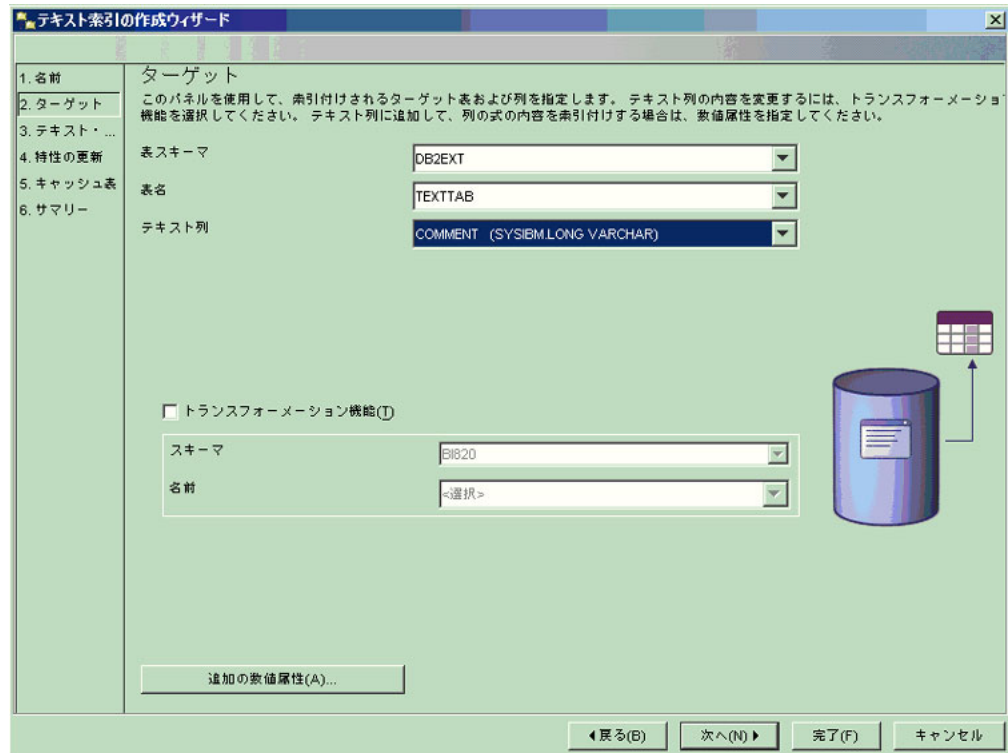 テキスト索引の作成ウィザード
1. 名前
2. ターゲット
3. テキスト・...
4. 特性の更新
5. キャッシュ表
6. サマリー
ターゲット
このパネルを使用して、索引付けされるターゲット表および列を指定します。 テキスト列の内容を変更するには、トランスフォーメーショ
機能を選択してください。 テキスト列に追加して、列の式の内容を索引付けする場合は、数値属性を指定してください。
表スキーマ
DB2EXT
表名
TEXTTAB
テキスト列
COMMENT (SYSIBM.LONG VARCHAR)
トランスフォーメーション機能(T)
スキーマ
BI820
名前
<選択>
追加の数値属性(A)...
戻る(B)
次へ(N)
完了(F)
キャンセル